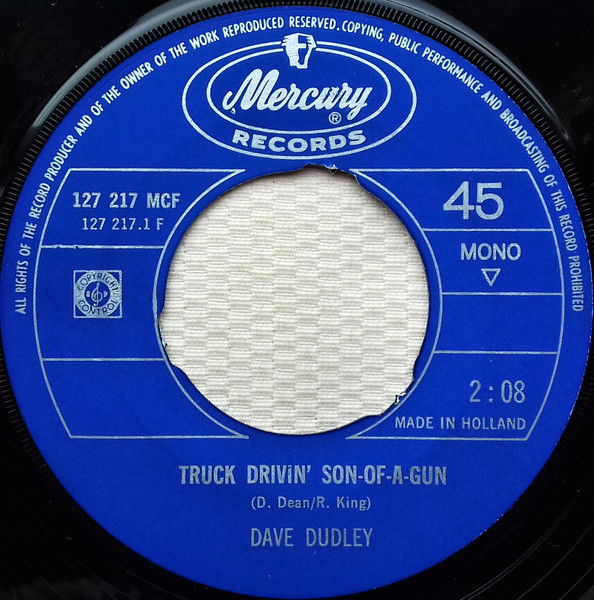 ALL RIGHTS OF THE RECORD PRODUCER AND OF THE OWNER OF THE WORK REPRODUCED RESERVED. COPYING, PUBLIC PERFORMANCE AND BROADCASTING OF THIS RECORD PROHIBITED
Mercury ®
RECORDS
127 217 MCF
127 217.1 F
45
MONO
COPYRIGHT
CONTROL
2:08
MADE IN HOLLAND
TRUCK DRIVIN' SON-OF-A-GUN
(D. Dean/R. King)
DAVE DUDLEY